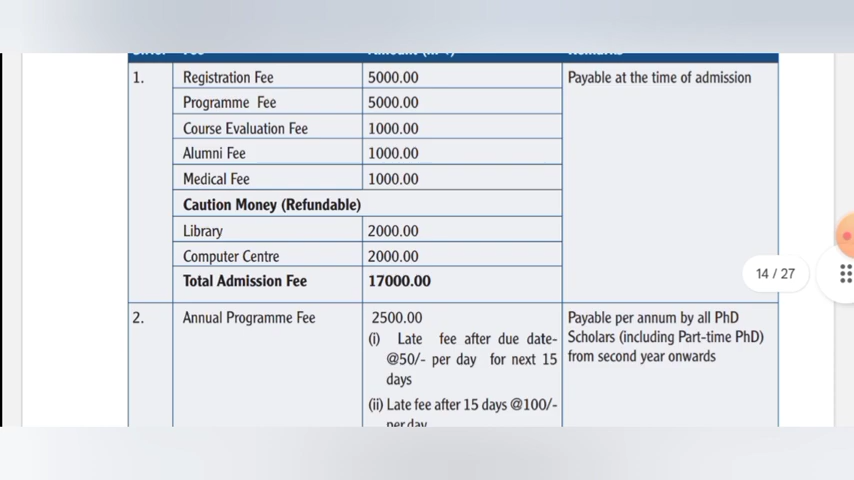 1. Registration Fee 5000.00 Payable at the time of admission
Programme Fee 5000.00
Course Evaluation Fee 1000.00
Alumni Fee 1000.00
Medical Fee 1000.00
Caution Money (Refundable)
Library 2000.00
Computer Centre 2000.00
Total Admission Fee 17000.00
14 / 27
2. Annual Programme Fee 2500.00 Payable per annum by all PhD
(i) Late fee after due date- Scholars (including Part-time PhD)
@50/- per day for next 15 from second year onwards
days
(ii) Late fee after 15 days @100/-
per day